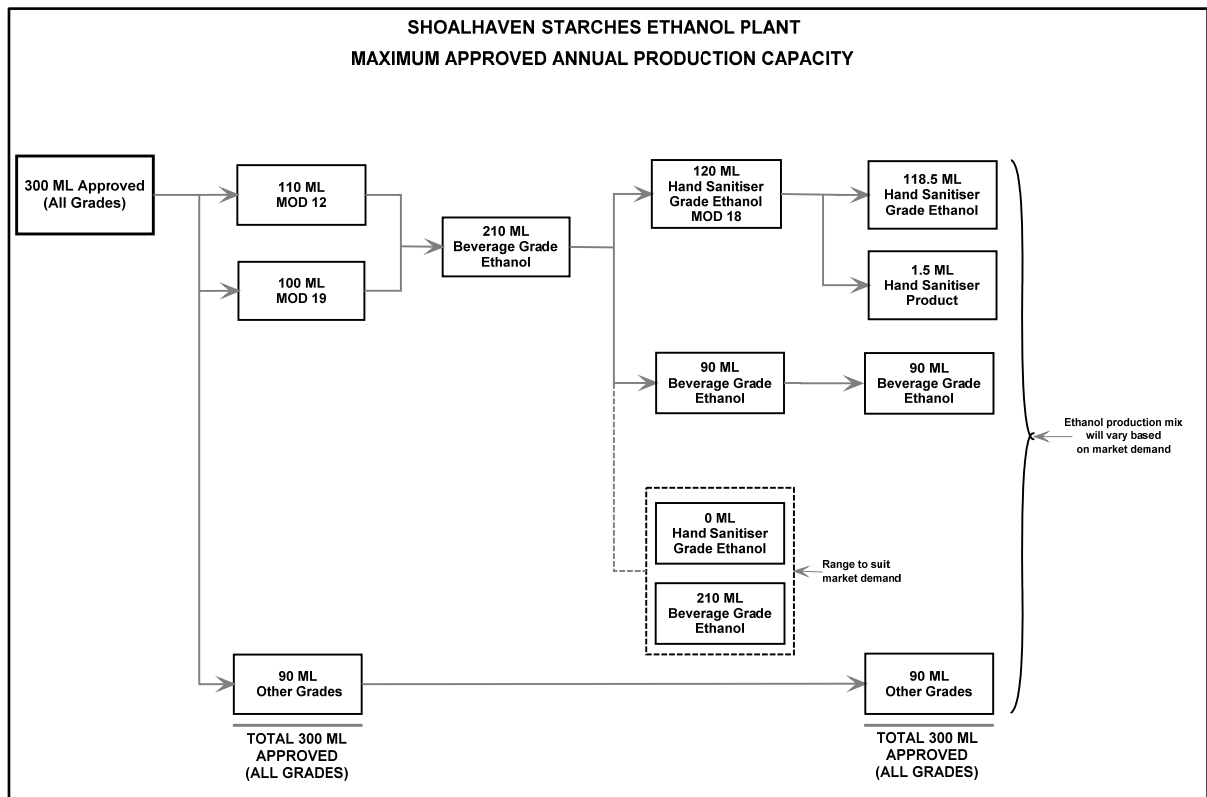 SHOALHAVEN STARCHES ETHANOL PLANT
MAXIMUM APPROVED ANNUAL PRODUCTION CAPACITY
300 ML Approved
(All Grades)
110 ML
MOD 12
100 ML
MOD 19
210 ML
Beverage Grade
Ethanol
120 ML
Hand Sanitiser
Grade Ethanol
MOD 18
118.5 ML
Hand Sanitiser
Grade Ethanol
1.5 ML
Hand Sanitiser
Product
90 ML
Beverage Grade
Ethanol
90 ML
Beverage Grade
Ethanol
Ethanol production mix
will vary based
on market demand
0 ML
Hand Sanitiser
Grade Ethanol
210 ML
Beverage Grade
Ethanol
Range to suit
market demand
90 ML
Other Grades
90 ML
Other Grades
TOTAL 300 ML
APPROVED
(ALL GRADES)
TOTAL 300 ML
APPROVED
(ALL GRADES)